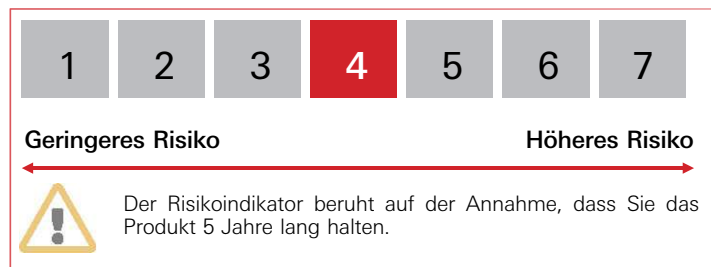 1 2 3 4 5 6 7
Geringeres Risiko Höheres Risiko
Der Risikoindikator beruht auf der Annahme, dass Sie das
Produkt 5 Jahre lang halten.